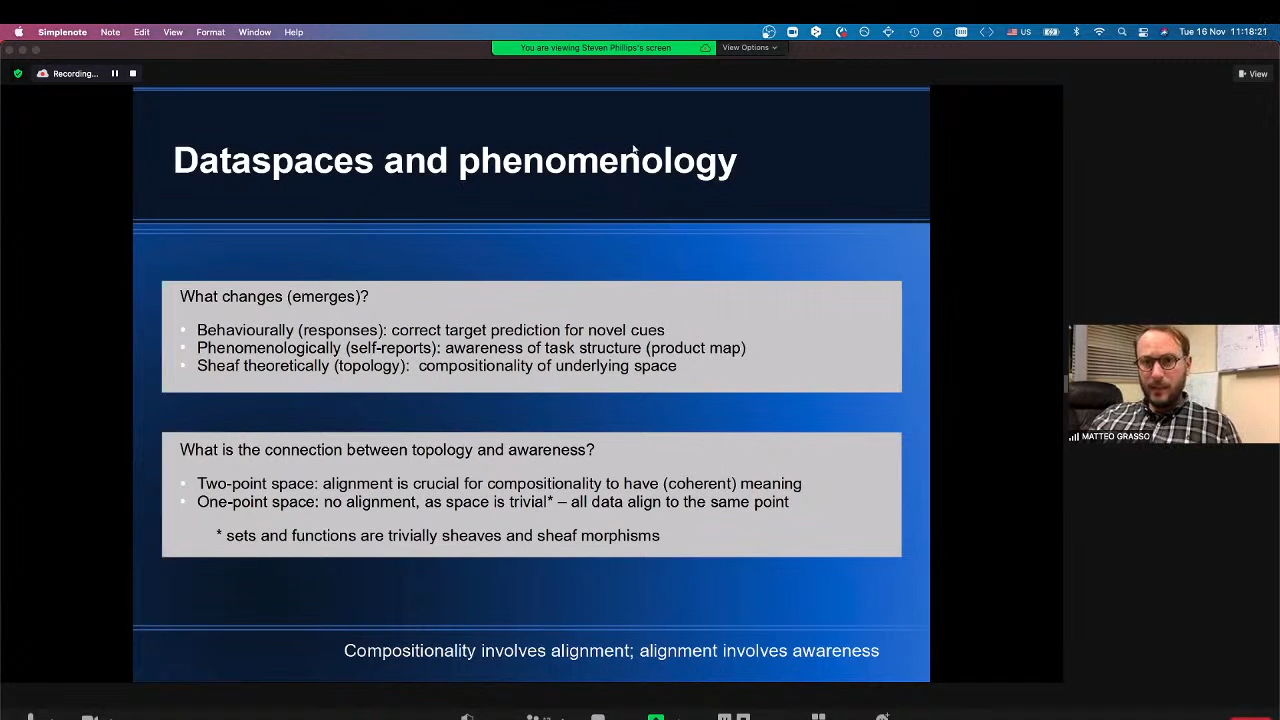 Simplenote Note Edit View Format Window Help US Tue 16 Nov 11:18:21
You are viewing Steven Phillips's screen View Options
Recording... View
Dataspaces and phenomenology
What changes (emerges)?
• Behaviourally (responses): correct target prediction for novel cues
• Phenomenologically (self-reports): awareness of task structure (product map)
• Sheaf theoretically (topology): compositionality of underlying space
MATTEO GRASSO
What is the connection between topology and awareness?
• Two-point space: alignment is crucial for compositionality to have (coherent) meaning
• One-point space: no alignment, as space is trivial* – all data align to the same point
* sets and functions are trivially sheaves and sheaf morphisms
Compositionality involves alignment; alignment involves awareness